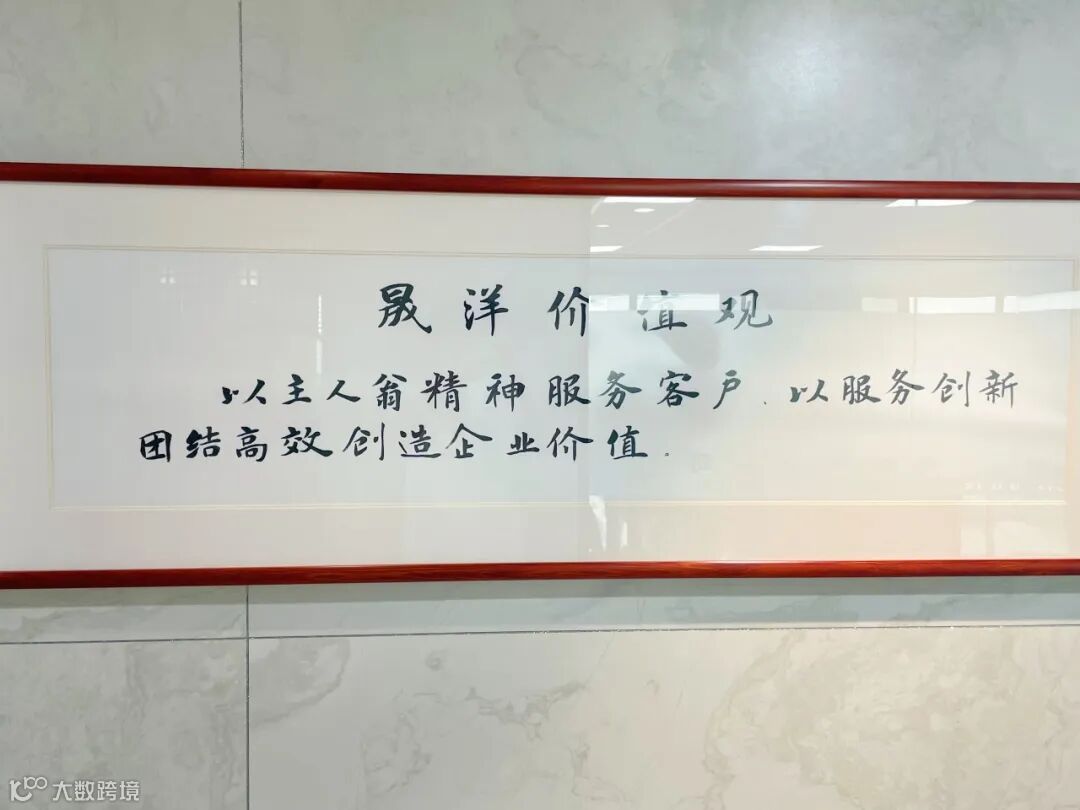 晟洋价值观
以主人翁精神服务客户、以服务创新
团结高效创造企业价值.
大数跨境